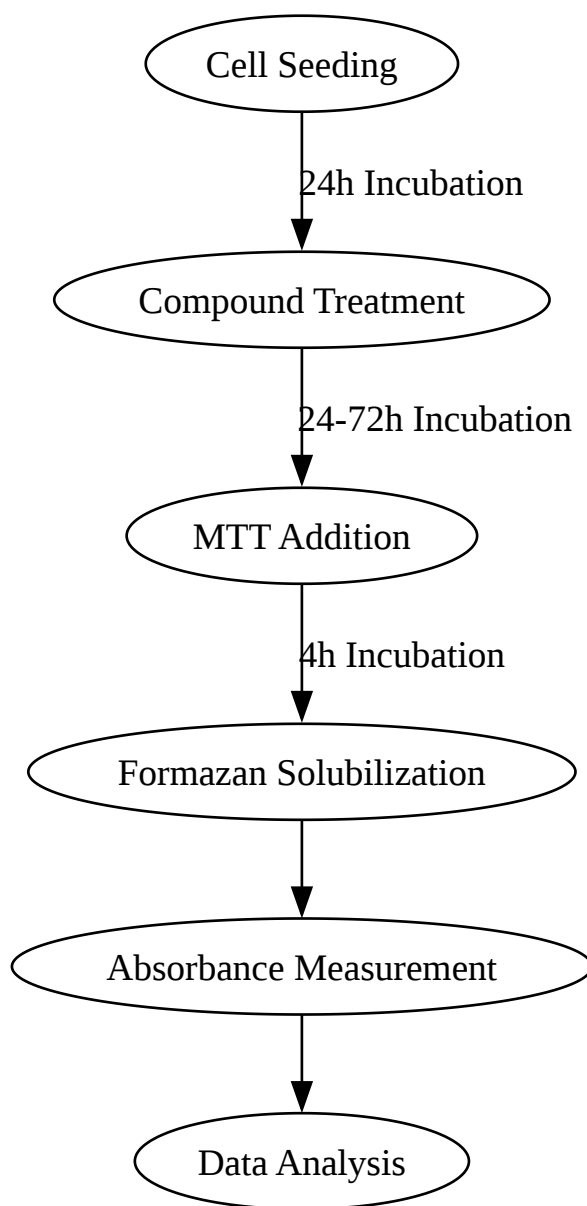 Cell Seeding
24h Incubation
Compound Treatment
24-72h Incubation
MTT Addition
4h Incubation
Formazan Solubilization
Absorbance Measurement
Data Analysis